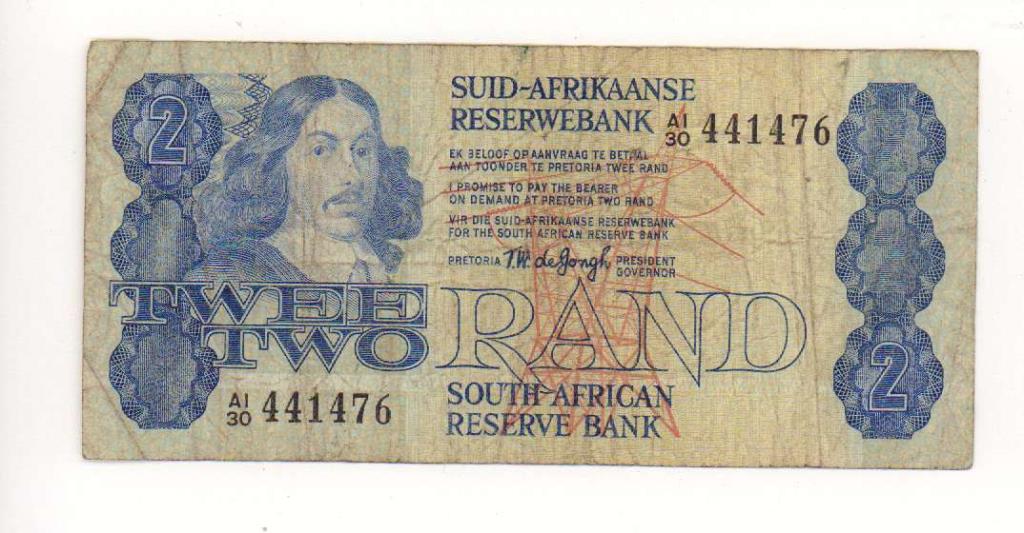 2
SUID-AFRIKAANSE
RESERWEBANK
AI
30 441476
EK BELOOF OP AANVRAAG TE BETAAL
AAN TOONDER TE PRETORIA TWEE RAND
I PROMISE TO PAY THE BEARER
ON DEMAND AT PRETORIA TWO RAND
VIR DIE SUID-AFRIKAANSE RESERWEBANK
FOR THE SOUTH AFRICAN RESERVE BANK
PRETORIA T.W. de Jongh PRESIDENT
GOVERNOR
TWEE
TWO
RAND
2
AI
30 441476
SOUTH-AFRICAN
RESERVE BANK